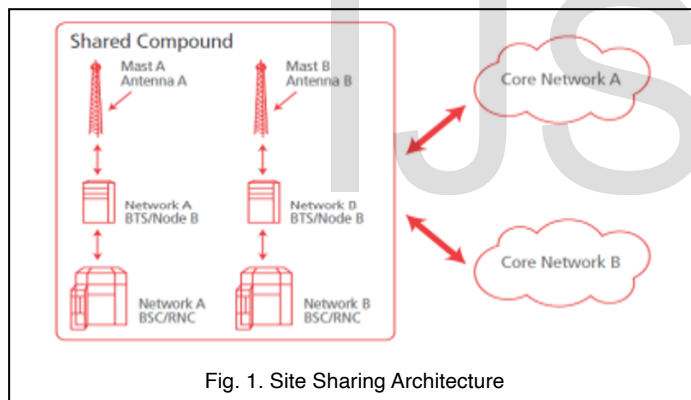 IJS
Shared Compound
Mast A
Antenna A
Mast B
Antenna B
Network A
BTS/Node B
Network B
BTS/Node B
Network A
BSC/RNC
Network B
BSC/RNC
Core Network A
Core Network B
Fig. 1. Site Sharing Architecture